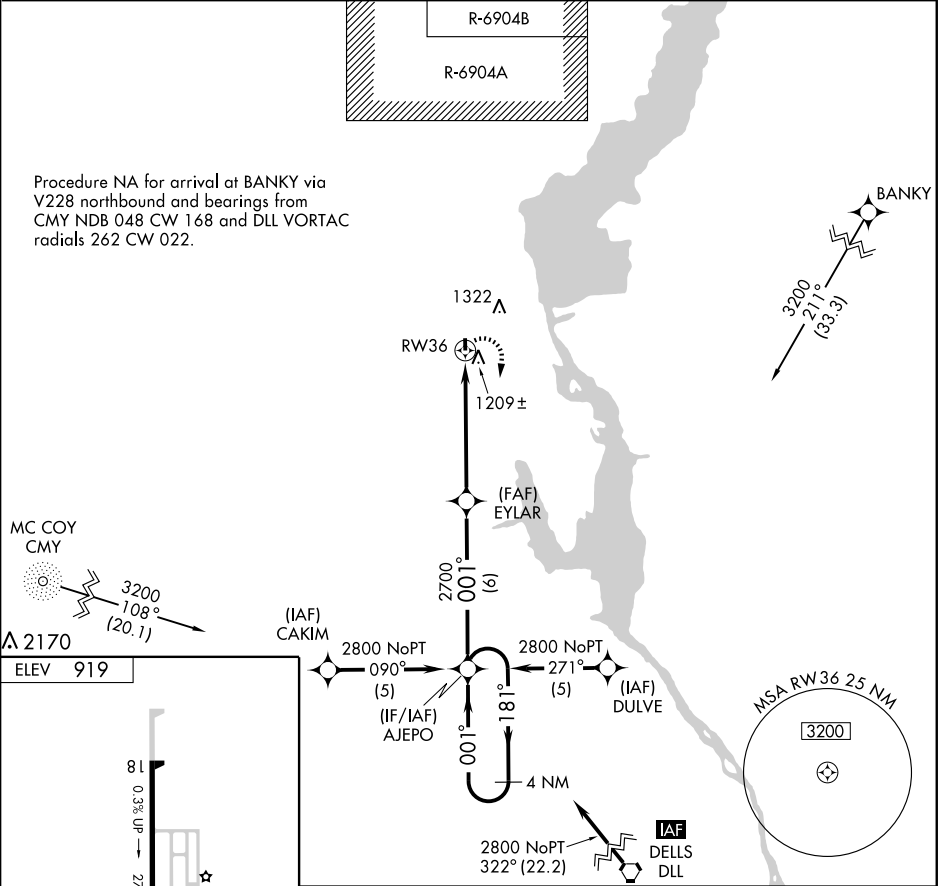 R-6904B
R-6904A
Procedure NA for arrival at BANKY via
V228 northbound and bearings from
CMY NDB 048 CW 168 and DLL VORTAC
radials 262 CW 022.
BANKY
3200
211°
(33.3)
1322
RW36
1209±
(FAF)
EYLAR
2700
001°
(6)
MC COY
CMY
3200
108°
(20.1)
2170
ELEV 919
(IAF)
CAKIM
2800 NoPT
090°
(5)
(IF/IAF)
AJEPO
2800 NoPT
271°
(5)
(IAF)
DULVE
001°
181°
4 NM
MSA RW36 25 NM
3200
IAF
DELLS
DLL
2800 NoPT
322° (22.2)
18
0.3% UP